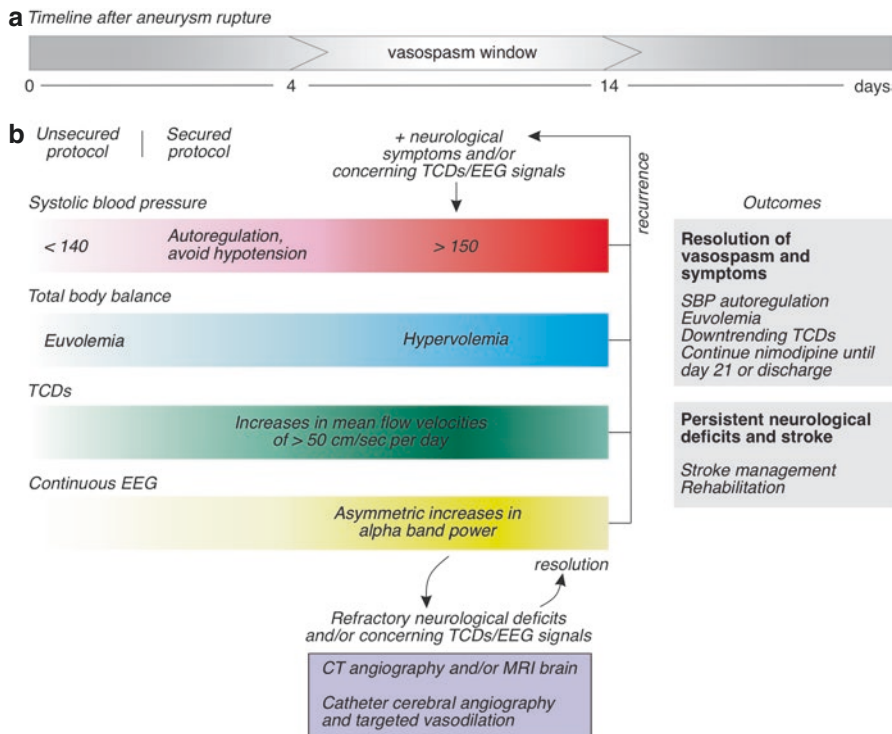 a Timeline after aneurysm rupture
vasospasm window
0 4 14 days
b
Unsecured
protocol
Secured
protocol
+ neurological
symptoms and/or
concerning TCDs/EEG
signals
recurrence
Systolic blood pressure
< 140
Autoregulation,
avoid hypotension
> 150
Total body balance
Euvolemia
Hypervolemia
TCDs
Increases in mean flow velocities
of > 50 cm/sec per day
Continuous EEG
Asymmetric increases in
alpha band power
resolution
Refractory neurological deficits
and/or concerning TCDs/EEG signals
CT angiography and/or MRI brain
Catheter cerebral angiography
and targeted vasodilation
Outcomes
Resolution of
vasospasm and
symptoms
SBP autoregulation
Euvolemia
Downtrending TCDs
Continue nimodipine until
day 21 or discharge
Persistent neurological
deficits and stroke
Stroke management
Rehabilitation